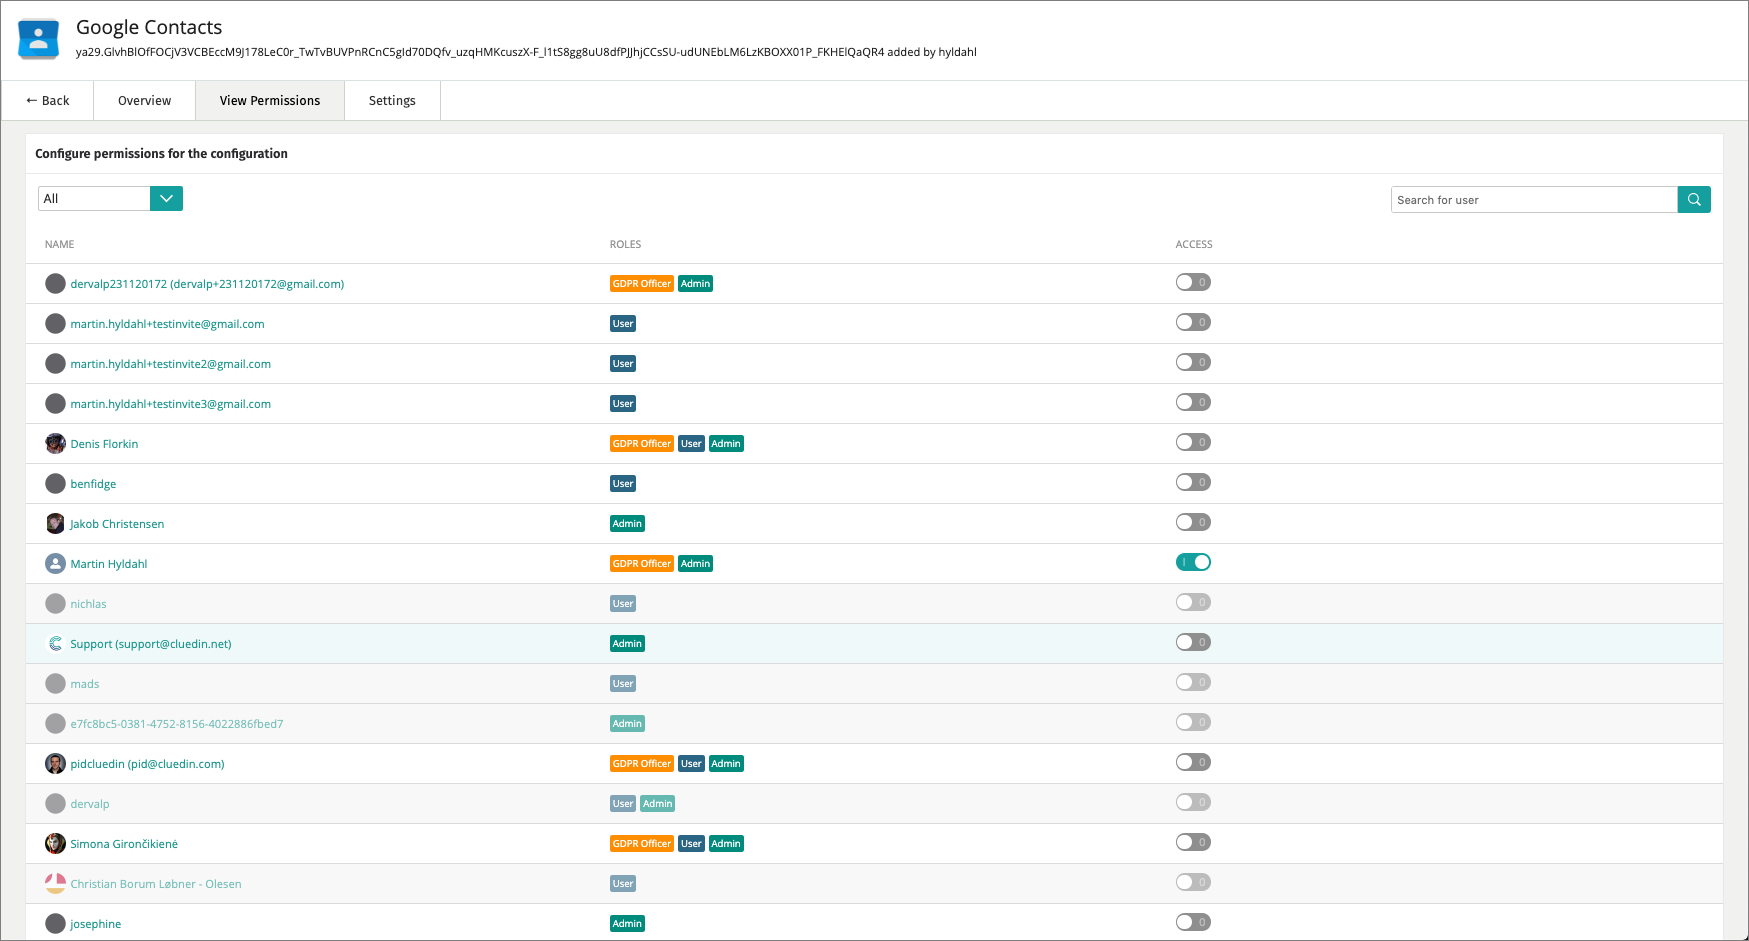 Google Contacts
ya29.GlvhBlOfFOCjV3VCBEccM9J178LeC0r_TwTvBUVPnRCnC5gId70DQfv_uzqHMKcuszX-F_l1tS8gg8uU8dfPJJhjCCsSU-udUNEbLM6LzKBOXX01P_FKHElQaQR4 added by hyldahl
← Back Overview View Permissions Settings
Configure permissions for the configuration
All Search for user
NAME ROLES ACCESS
dervalp231120172 (dervalp+231120172@gmail.com) GDPR Officer Admin 0
martin.hyldahl+testinvite@gmail.com User 0
martin.hyldahl+testinvite2@gmail.com User 0
martin.hyldahl+testinvite3@gmail.com User 0
Denis Florkin GDPR Officer User Admin 0
benfidge User 0
Jakob Christensen Admin 0
Martin Hyldahl GDPR Officer Admin I
nichlas User 0
Support (support@cluedin.net) Admin 0
mads User 0
e7fc8bc5-0381-4752-8156-4022886fbed7 Admin 0
pidcluedin (pid@cluedin.com) GDPR Officer User Admin 0
dervalp User Admin 0
Simona Girončikienė GDPR Officer User Admin 0
Christian Borum Løbner - Olesen User 0
josephine Admin 0